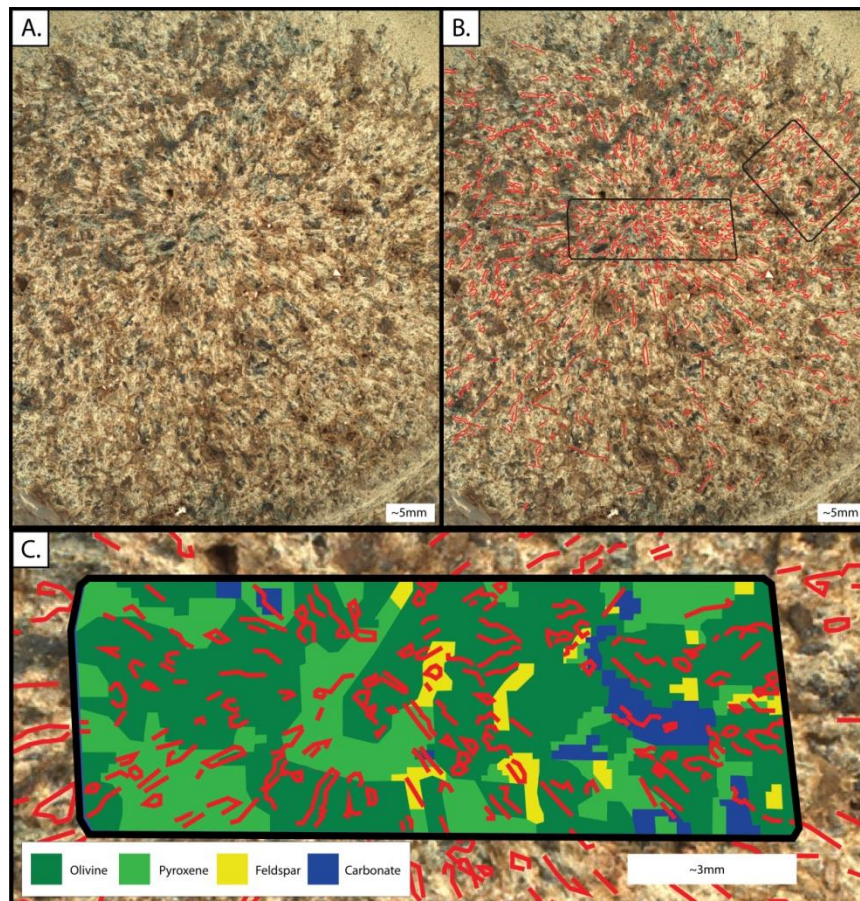 A.
B.
~5mm
~5mm
C.
Olivine
Pyroxene
Feldspar
Carbonate
~3mm